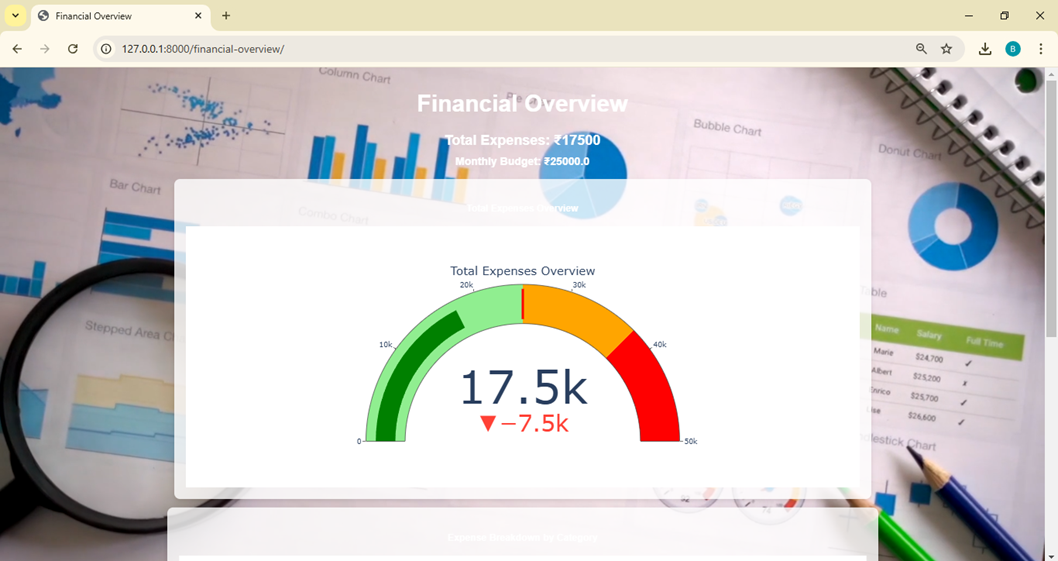 Financial Overview
127.0.0.1:8000/financial-overview/
B
Column Chart
Financial Overview
Total Expenses: ₹17500
Monthly Budget: ₹25000.0
Bubble Chart
Donut Chart
Bar Chart
Combo Chart
Total Expenses Overview
Total Expenses Overview
20k
30k
10k
40k
0
50k
17.5k
▼−7.5k
Stepped Area C
Table
Name Salary Full Time
Marie $24,700 ✓
Albert $25,200 x
Enrico $25,700 ✓
$26,600 ✓
lestick Chart
Expense Breakdown by Category